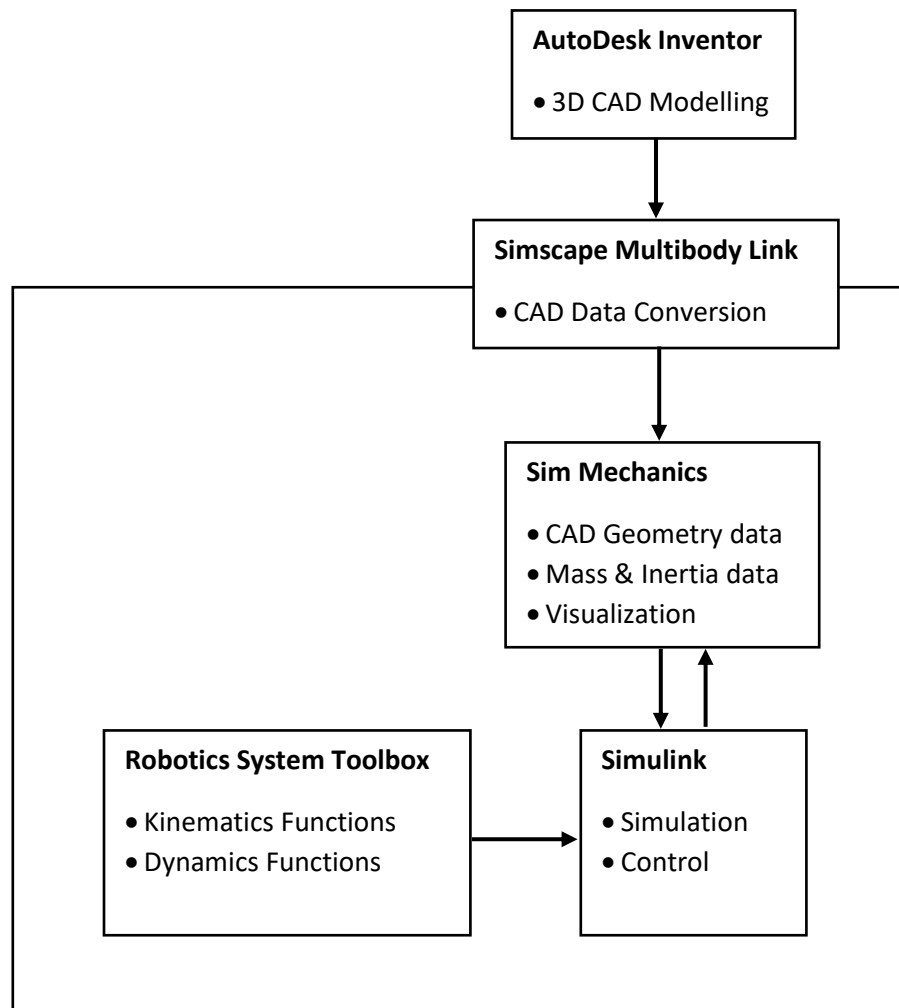 AutoDesk Inventor
• 3D CAD Modelling
Simscape Multibody Link
• CAD Data Conversion
Sim Mechanics
• CAD Geometry data
• Mass & Inertia data
• Visualization
Robotics System Toolbox
• Kinematics Functions
• Dynamics Functions
Simulink
• Simulation
• Control